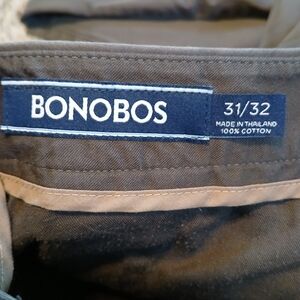 BONOBOS
31/32
MADE IN THAILAND
100% COTTON